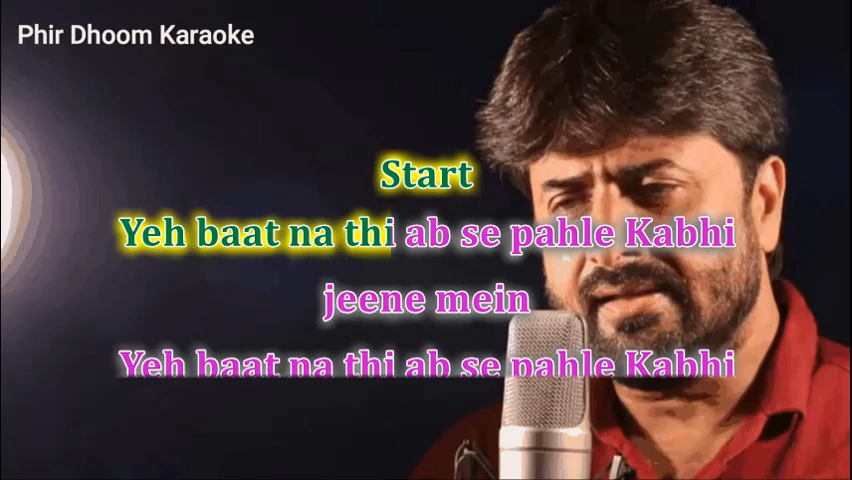 Phir Dhoom Karaoke
Start
Yeh baat na thi ab se pahle Kabhi
jeene mein
Yeh baat na thi ab se pahle Kabhi